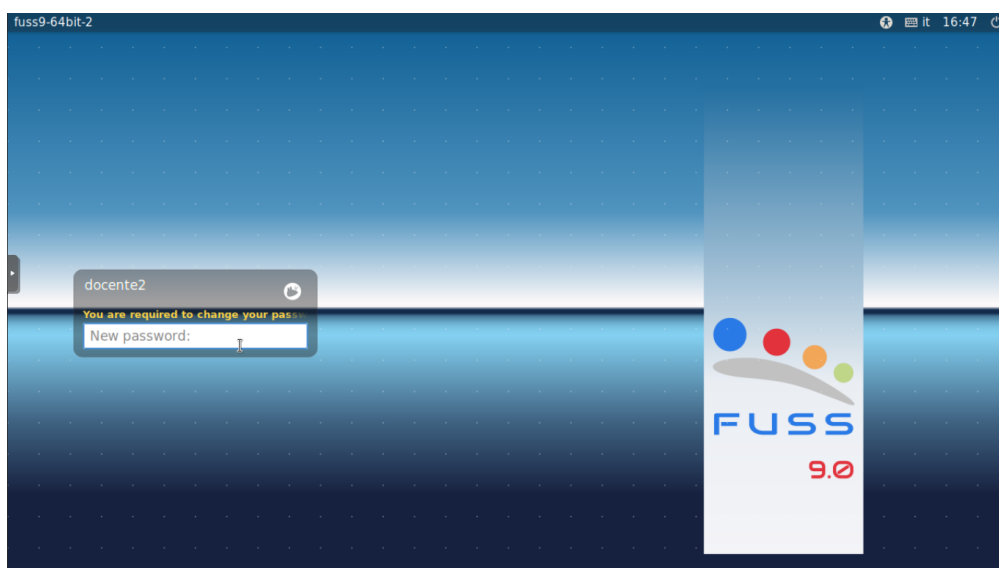 fuss9-64bit-2 it 16:47
docente2
You are required to change your passw
New password:
FUSS
9.0